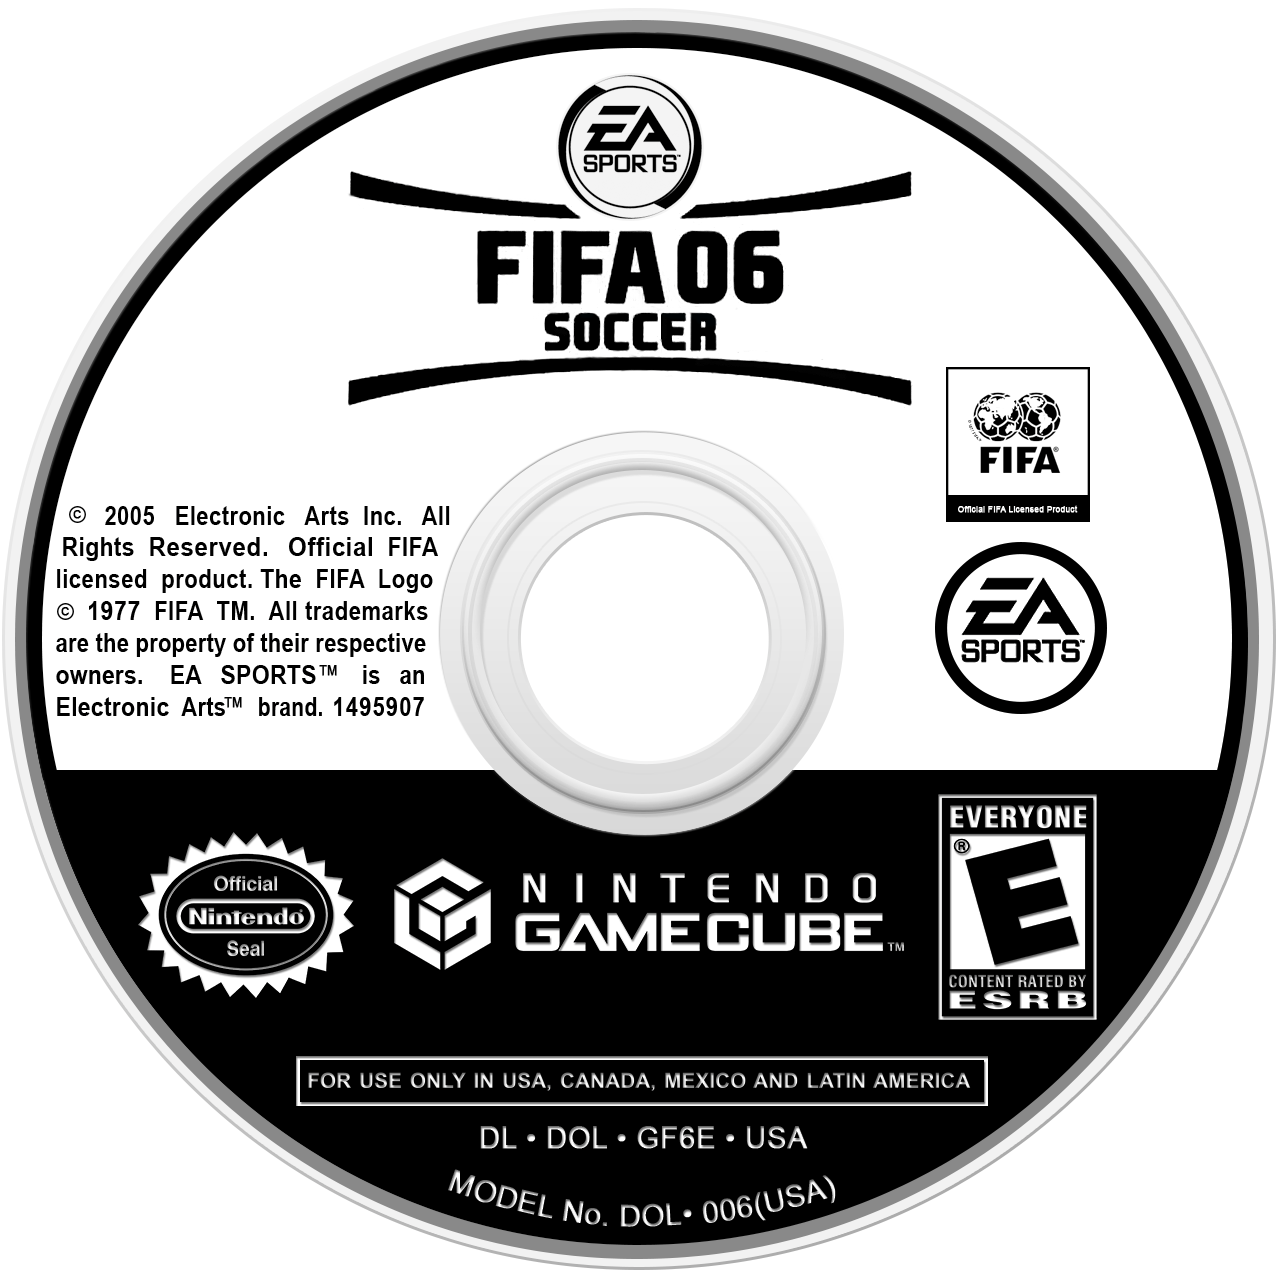 EA
SPORTS™
FIFA 06
SOCCER
FIFA®
Official FIFA Licensed Product
© 2005 Electronic Arts Inc. All
Rights Reserved. Official FIFA
licensed product. The FIFA Logo
© 1977 FIFA TM. All trademarks
are the property of their respective
owners. EA SPORTS™ is an
Electronic Arts™ brand. 1495907
EA
SPORTS™
Official
Nintendo®
Seal
NINTENDO
GAMECUBE™
EVERYONE
®
E
CONTENT RATED BY
ESRB
FOR USE ONLY IN USA, CANADA, MEXICO AND LATIN AMERICA
DL • DOL • GF6E • USA
MODEL No. DOL• 006(USA)